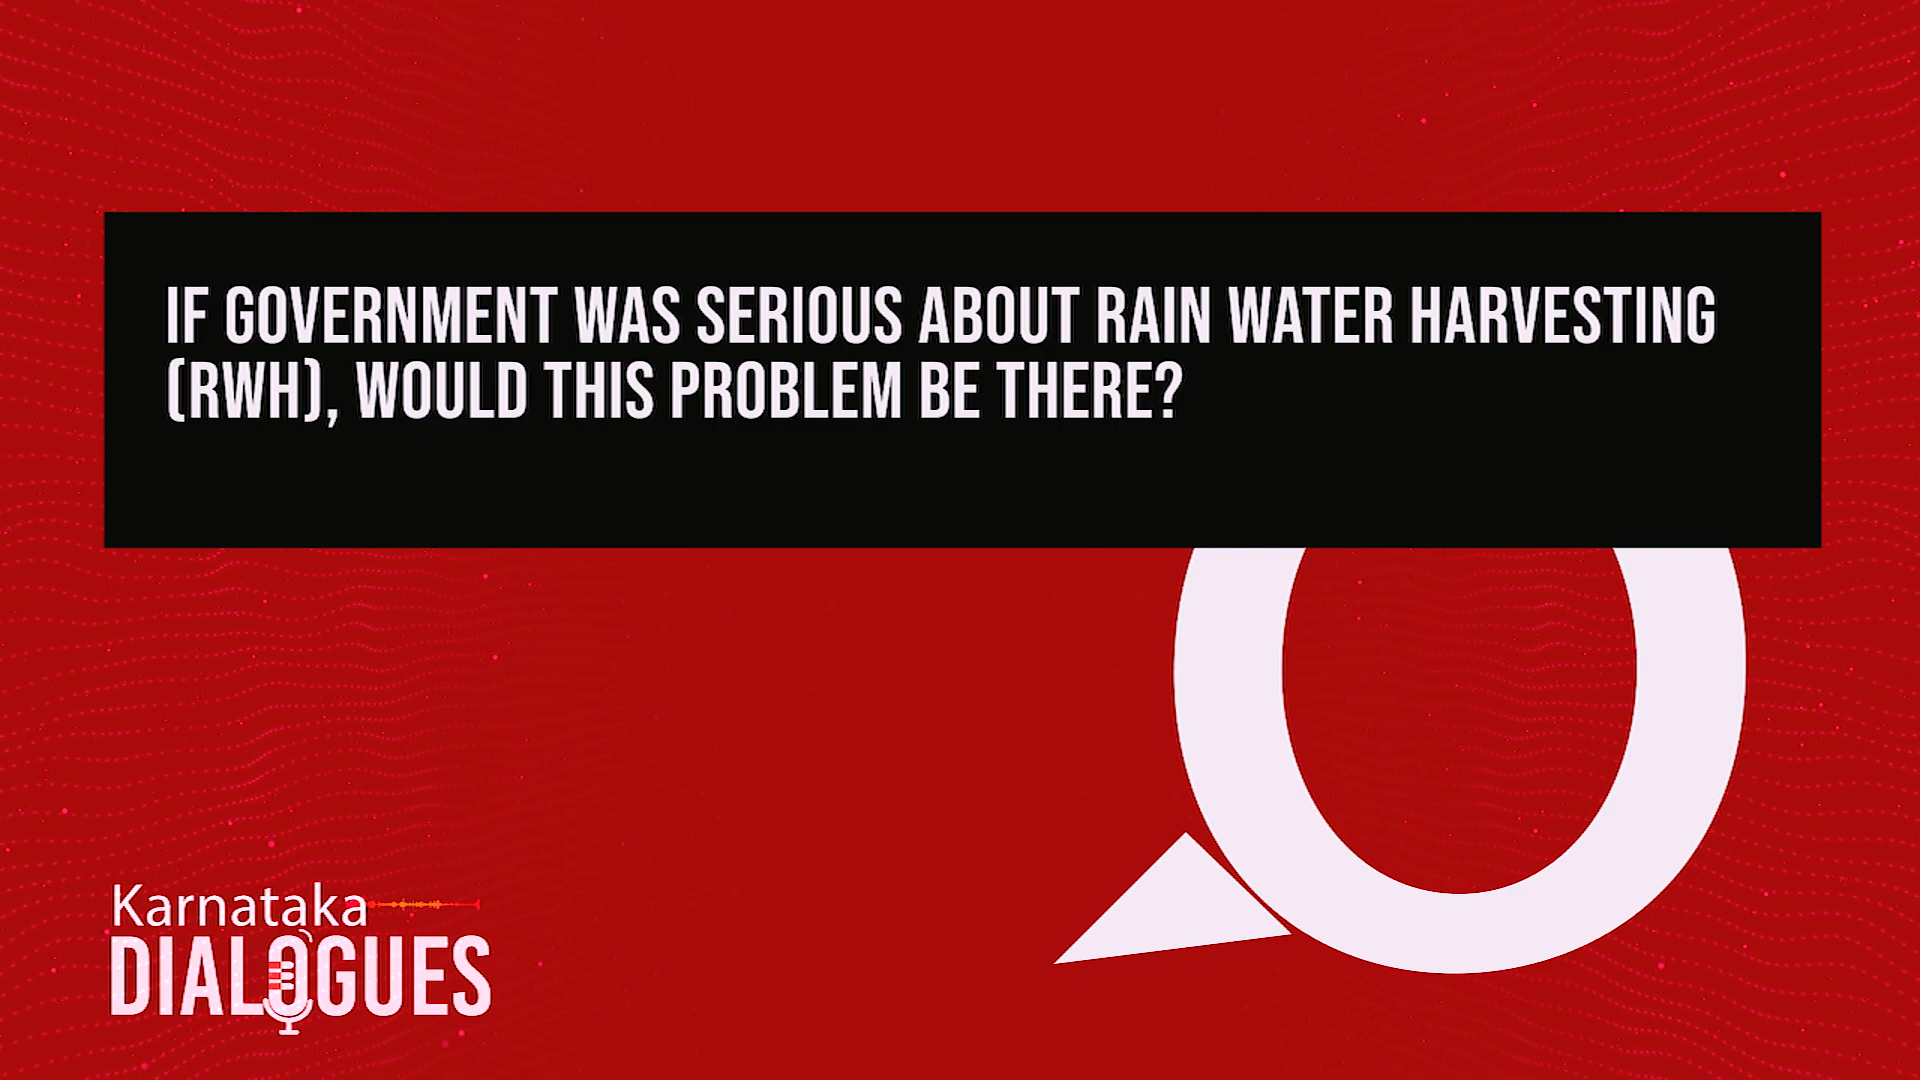 IF GOVERNMENT WAS SERIOUS ABOUT RAIN WATER HARVESTING
(RWH), WOULD THIS PROBLEM BE THERE?
Karnataka
DIALOGUES